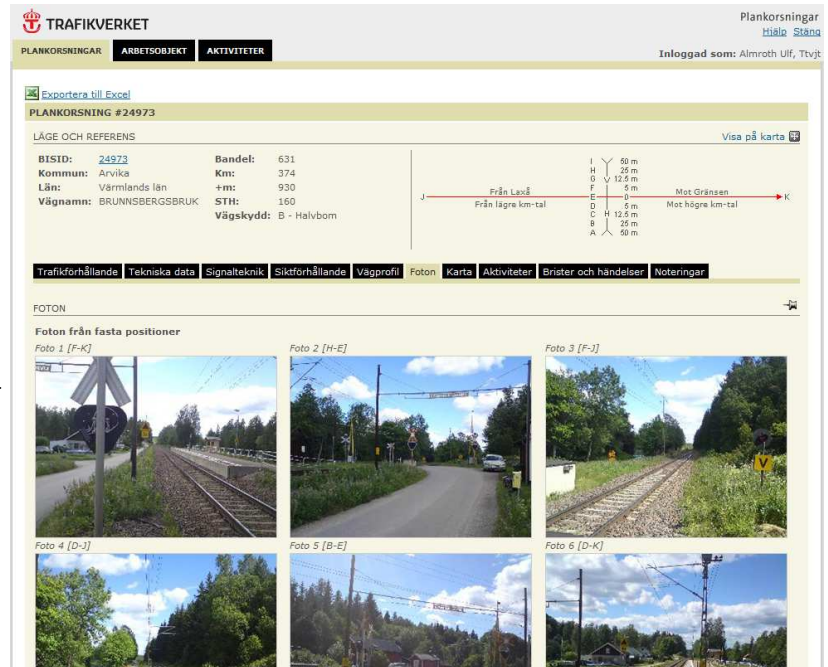 TRAFIKVERKET
Plankorsningar
Hjälp Stäng
PLANKORSNINGAR ARBETSOBJEKT AKTIVITETER
Inloggad som: Almroth Ulf, Ttvjt
Exportera till Excel
PLANKORSNING #24973
LÄGE OCH REFERENS
Visa på karta
BISID: 24973
Kommun: Arvika
Län: Värmlands län
Vägnamn: BRUNNSBERGSBRUK
Bandel: 631
Km: 374
+m: 930
STH: 160
Vägskydd: B - Halvbom
I 50 m
H 25 m
G 12.5 m
F 5 m
J Från Laxå E D Mot Gränsen K
Från lägre km-tal Mot högre km-tal
D 5 m
C H 12.5 m
B 25 m
A 50 m
Trafikförhållande Tekniska data Signalteknik Siktförhållande Vägprofil Foton Karta Aktiviteter Brister och händelser Noteringar
FOTON
Foton från fasta positioner
Foto 1 [F-K] Foto 2 [H-E] Foto 3 [F-J]
V
Foto 4 [D-J] Foto 5 [B-E] Foto 6 [D-K]